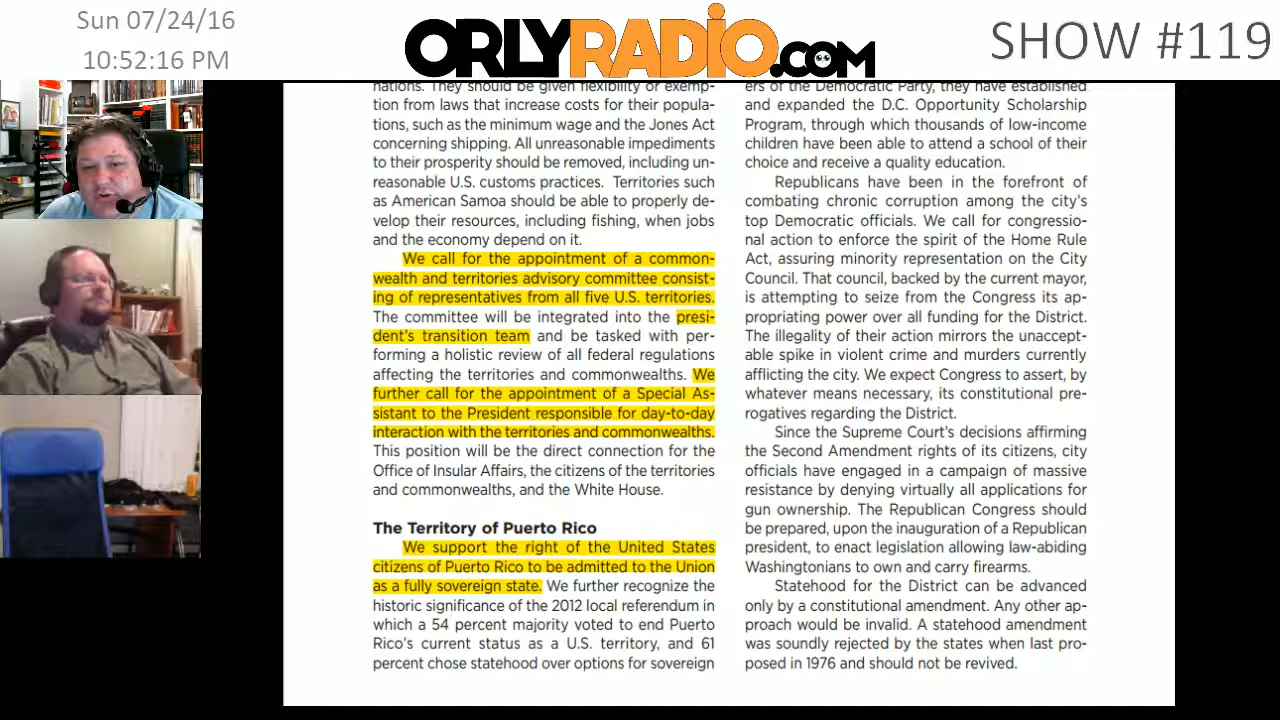 Sun 07/24/16
10:52:16 PM
ORLYRADiO.COM
SHOW #119
nations. They should be given flexibility or exemp-
tion from laws that increase costs for their popula-
tions, such as the minimum wage and the Jones Act
concerning shipping. All unreasonable impediments
to their prosperity should be removed, including un-
reasonable U.S. customs practices. Territories such
as American Samoa should be able to properly de-
velop their resources, including fishing, when jobs
and the economy depend on it.
We call for the appointment of a common-
wealth and territories advisory committee consist-
ing of representatives from all five U.S. territories.
The committee will be integrated into the presi-
dent's transition team and be tasked with per-
forming a holistic review of all federal regulations
affecting the territories and commonwealths. We
further call for the appointment of a Special As-
sistant to the President responsible for day-to-day
interaction with the territories and commonwealths.
This position will be the direct connection for the
Office of Insular Affairs, the citizens of the territories
and commonwealths, and the White House.
The Territory of Puerto Rico
We support the right of the United States
citizens of Puerto Rico to be admitted to the Union
as a fully sovereign state. We further recognize the
historic significance of the 2012 local referendum in
which a 54 percent majority voted to end Puerto
Rico's current status as a U.S. territory, and 61
percent chose statehood over options for sovereign
ers of the Democratic Party, they have established
and expanded the D.C. Opportunity Scholarship
Program, through which thousands of low-income
children have been able to attend a school of their
choice and receive a quality education.
Republicans have been in the forefront of
combating chronic corruption among the city's
top Democratic officials. We call for congressio-
nal action to enforce the spirit of the Home Rule
Act, assuring minority representation on the City
Council. That council, backed by the current mayor,
is attempting to seize from the Congress its ap-
propriating power over all funding for the District.
The illegality of their action mirrors the unaccept-
able spike in violent crime and murders currently
afflicting the city. We expect Congress to assert, by
whatever means necessary, its constitutional pre-
rogatives regarding the District.
Since the Supreme Court's decisions affirming
the Second Amendment rights of its citizens, city
officials have engaged in a campaign of massive
resistance by denying virtually all applications for
gun ownership. The Republican Congress should
be prepared, upon the inauguration of a Republican
president, to enact legislation allowing law-abiding
Washingtonians to own and carry firearms.
Statehood for the District can be advanced
only by a constitutional amendment. Any other ap-
proach would be invalid. A statehood amendment
was soundly rejected by the states when last pro-
posed in 1976 and should not be revived.